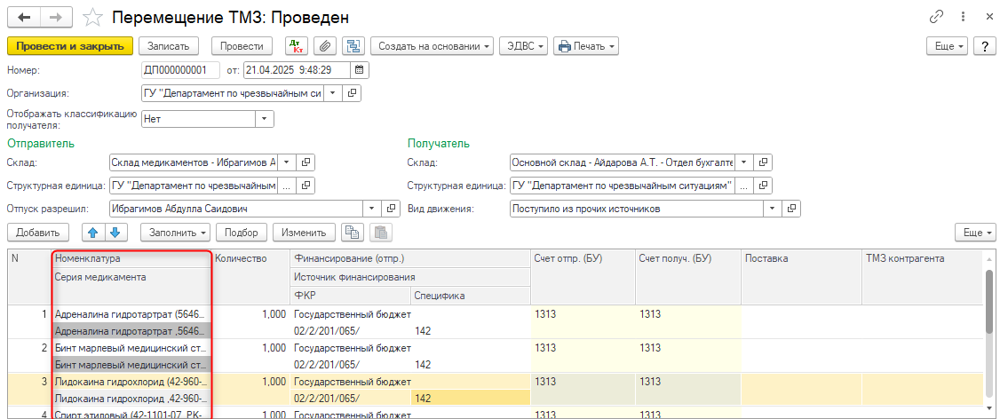 Перемещение ТМЗ: Проведен
Провести и закрыть Записать Провести Дт Кт Создать на основании ЭДВС Печать Еще ?
Номер: ДП000000001 от: 21.04.2025 9:48:29
Организация: ГУ "Департамент по чрезвычайным си
Отображать классификацию
получателя: Нет
Отправитель Получатель
Склад: Склад медикаментов - Ибрагимов А Склад: Основной склад - Айдарова А.Т. - Отдел бухгалте
Структурная единица: ГУ "Департамент по чрезвычайным ... Структурная единица: ГУ "Департамент по чрезвычайным ситуациям" ...
Отпуск разрешил: Ибрагимов Абдулла Саидович Вид движения: Поступило из прочих источников
Добавить Заполнить Подбор Изменить Еще
N Номенклатура Количество Финансирование (отпр.) Счет отпр. (БУ) Счет получ. (БУ) Поставка ТМЗ контрагента
Серия медикамента Источник финансирования
ФКР Специфика
1 Адреналина гидротартрат (5646... 1,000 Государственный бюджет 1313 1313
Адреналина гидротартрат ,5646... 02/2/201/065/ 142
2 Бинт марлевый медицинский ст... 1,000 Государственный бюджет 1313 1313
Бинт марлевый медицинский ст... 02/2/201/065/ 142
3 Лидокаина гидрохлорид (42-960-... 1,000 Государственный бюджет 1313 1313
Лидокаина гидрохлорид ,42-960-... 02/2/201/065/ 142
4 Спирт этиловый (42-1101-07, РК-... 1,000 Государственный бюджет 1313 1313